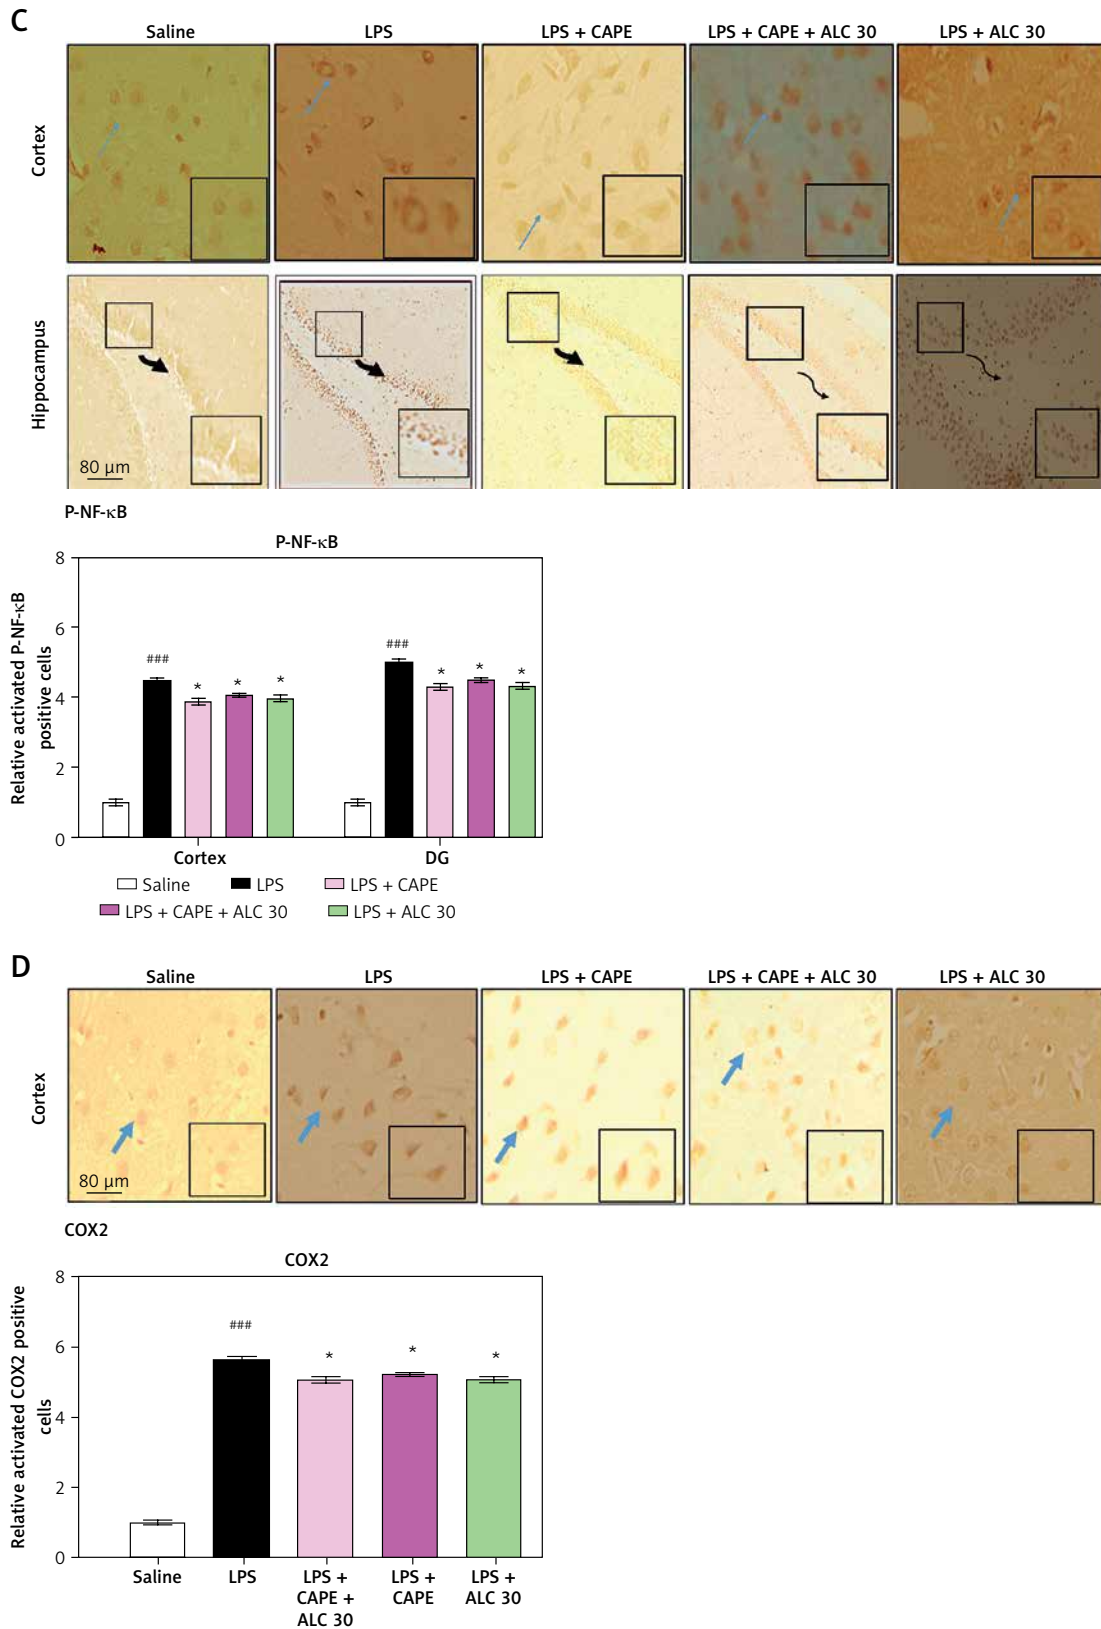 C
Saline LPS LPS + CAPE LPS + CAPE + ALC 30 LPS + ALC 30
Cortex
Hippocampus
80 µm
P-NF-κB
P-NF-κB
Relative activated P-NF-κB
positive cells
8
6
4
2
0
###
*
*
*
###
*
*
*
Cortex DG
Saline LPS LPS + CAPE
LPS + CAPE + ALC 30 LPS + ALC 30
D
Saline LPS LPS + CAPE LPS + CAPE + ALC 30 LPS + ALC 30
Cortex
80 µm
COX2
COX2
Relative activated COX2 positive
cells
8
6
4
2
0
###
*
*
*
Saline LPS LPS + LPS + LPS +
CAPE + CAPE ALC 30
ALC 30